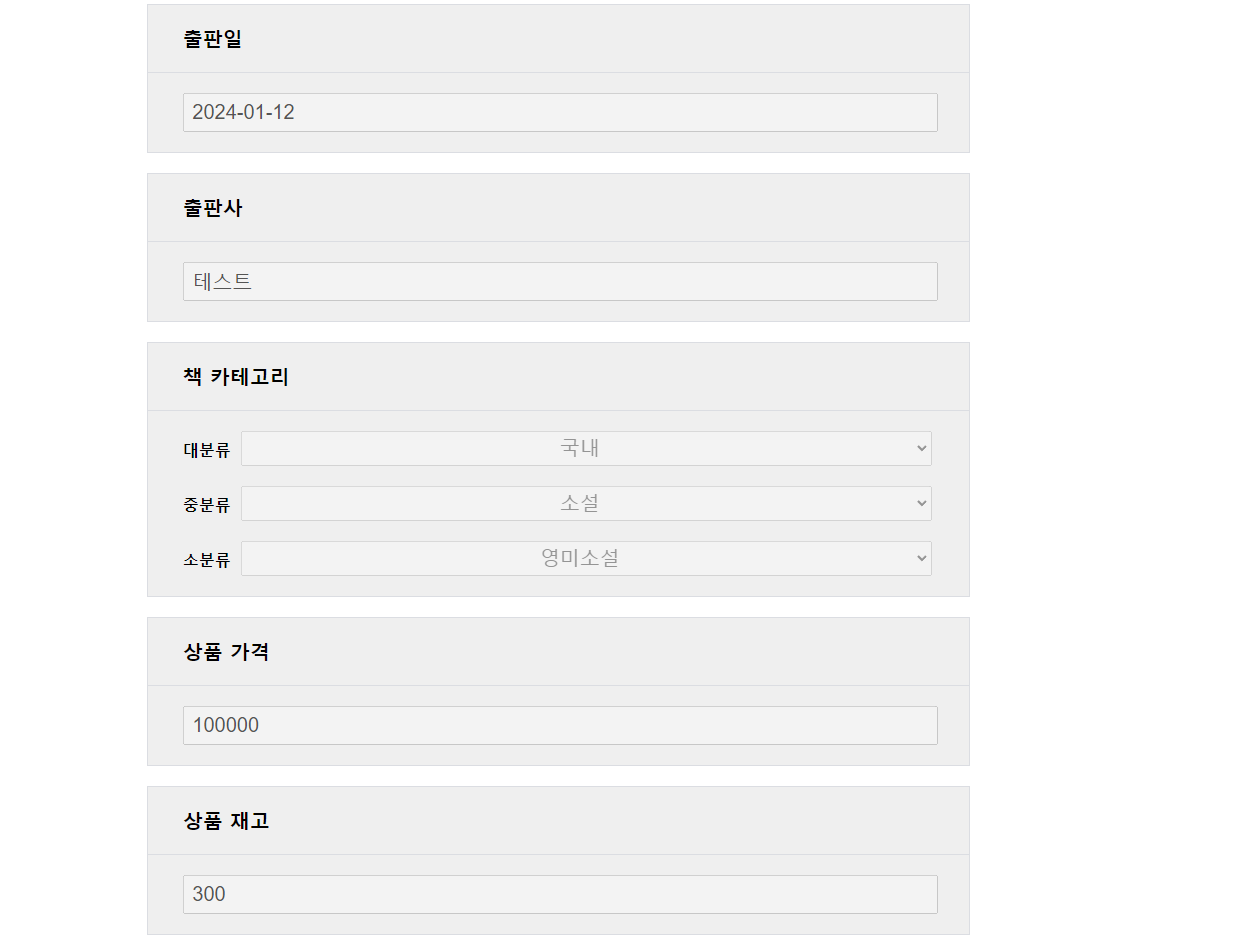 출판일
2024-01-12
출판사
테스트
책 카테고리
대분류 국내
중분류 소설
소분류 영미소설
상품 가격
100000
상품 재고
300